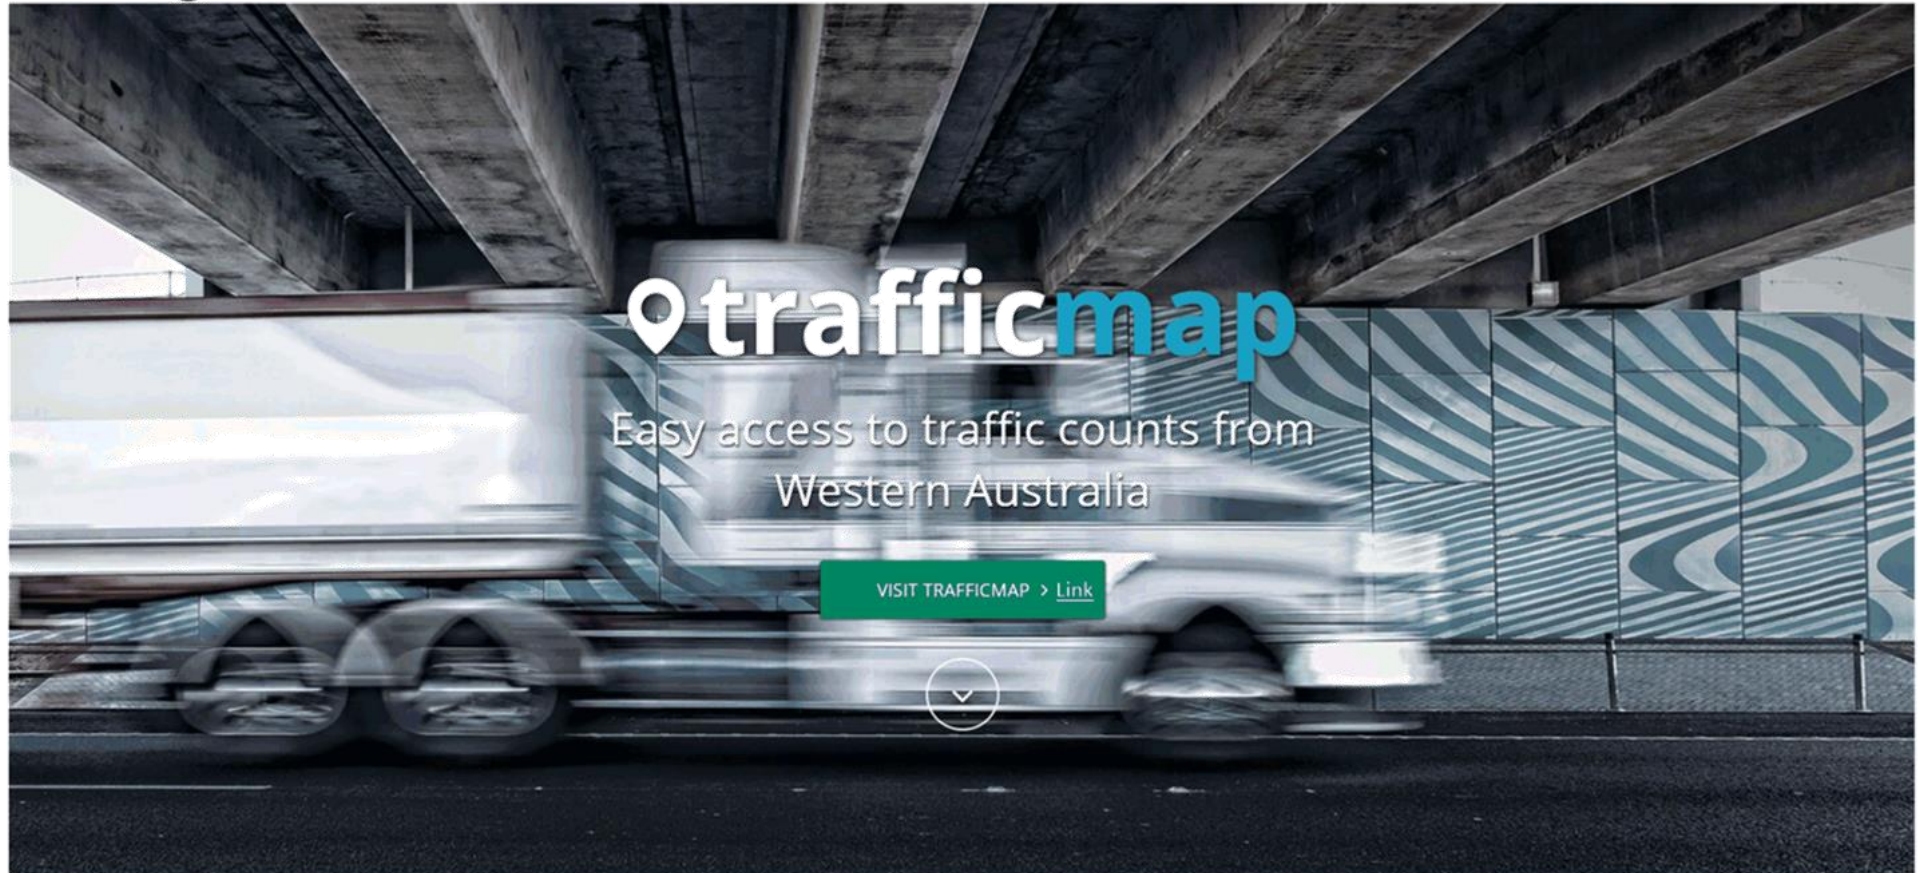 trafficmap
Easy access to traffic counts from
Western Australia
VISIT TRAFFICMAP > Link